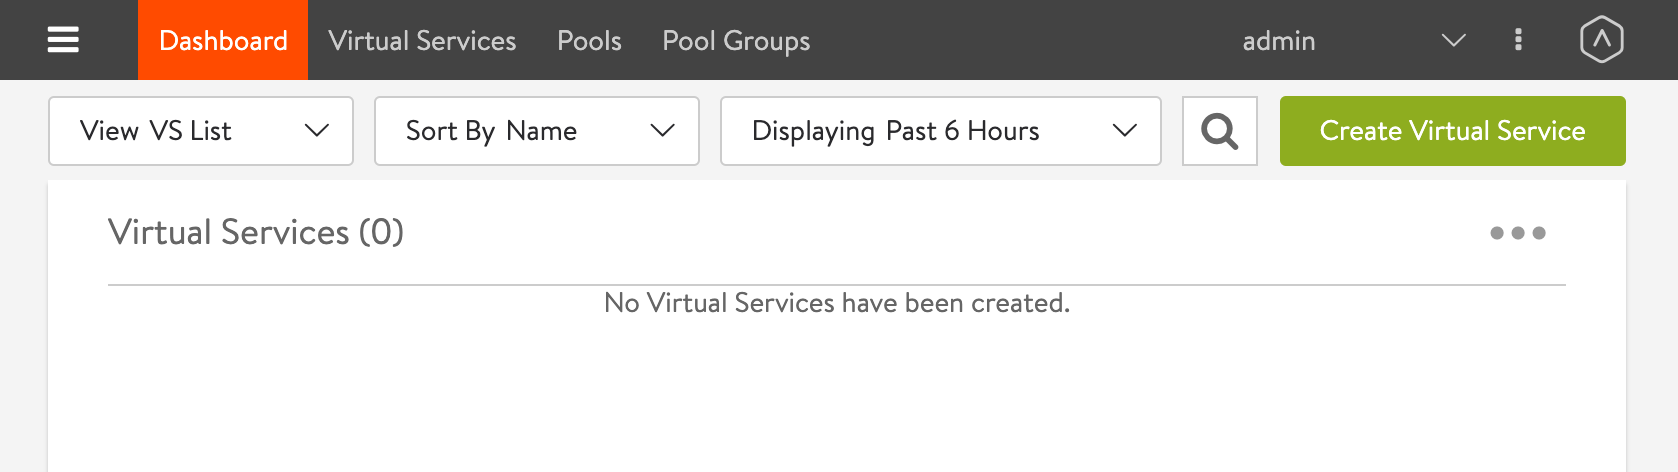 Dashboard Virtual Services Pools Pool Groups admin
View VS List Sort By Name Displaying Past 6 Hours Create Virtual Service
Virtual Services (0)
No Virtual Services have been created.